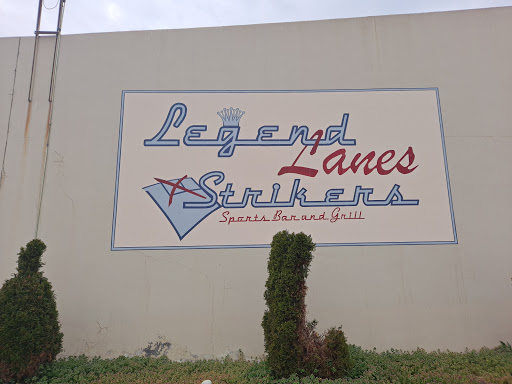 Legend
Lanes
Strikers
Sports Bar and Grill